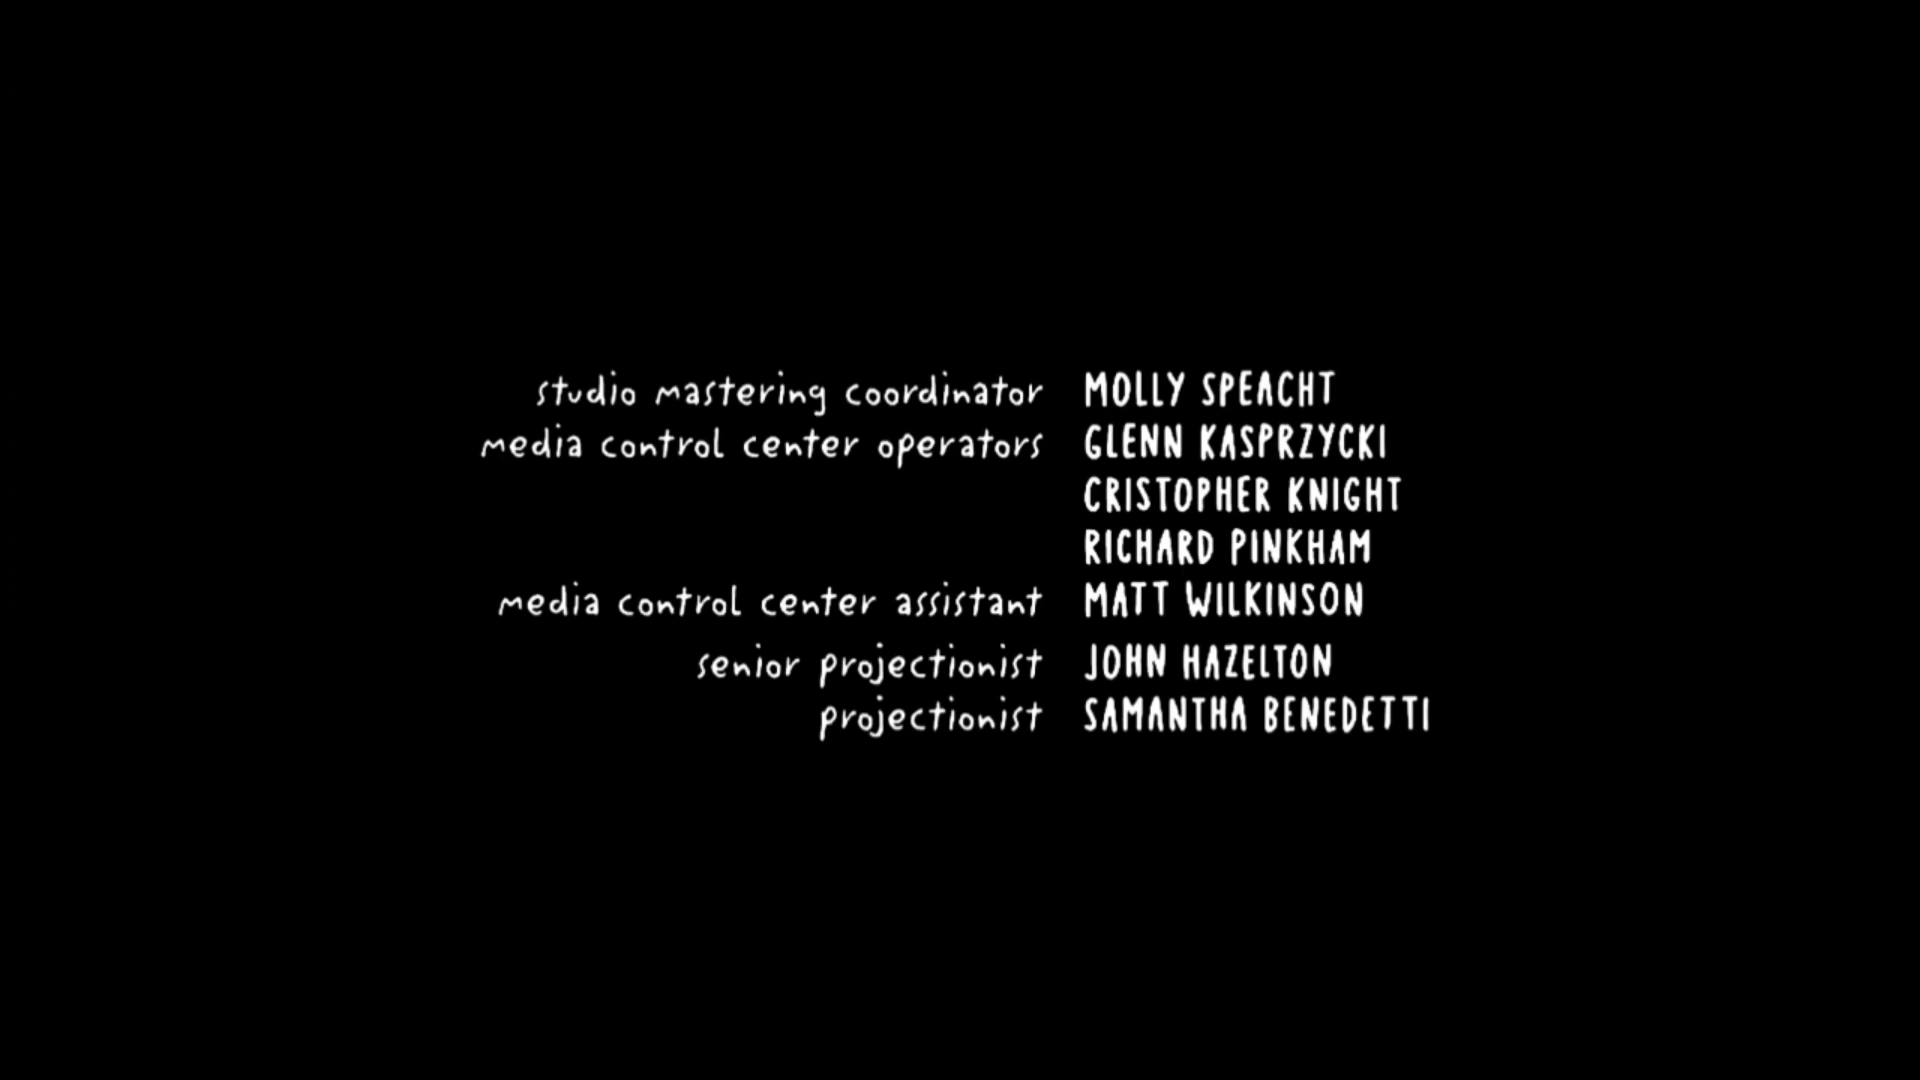 studio mastering coordinator MOLLY SPEACHT
media control center operators GLENN KASPRZYCKI
CRISTOPHER KNIGHT
RICHARD PINKHAM
media control center assistant MATT WILKINSON
senior projectionist JOHN HAZELTON
projectionist SAMANTHA BENEDETTI